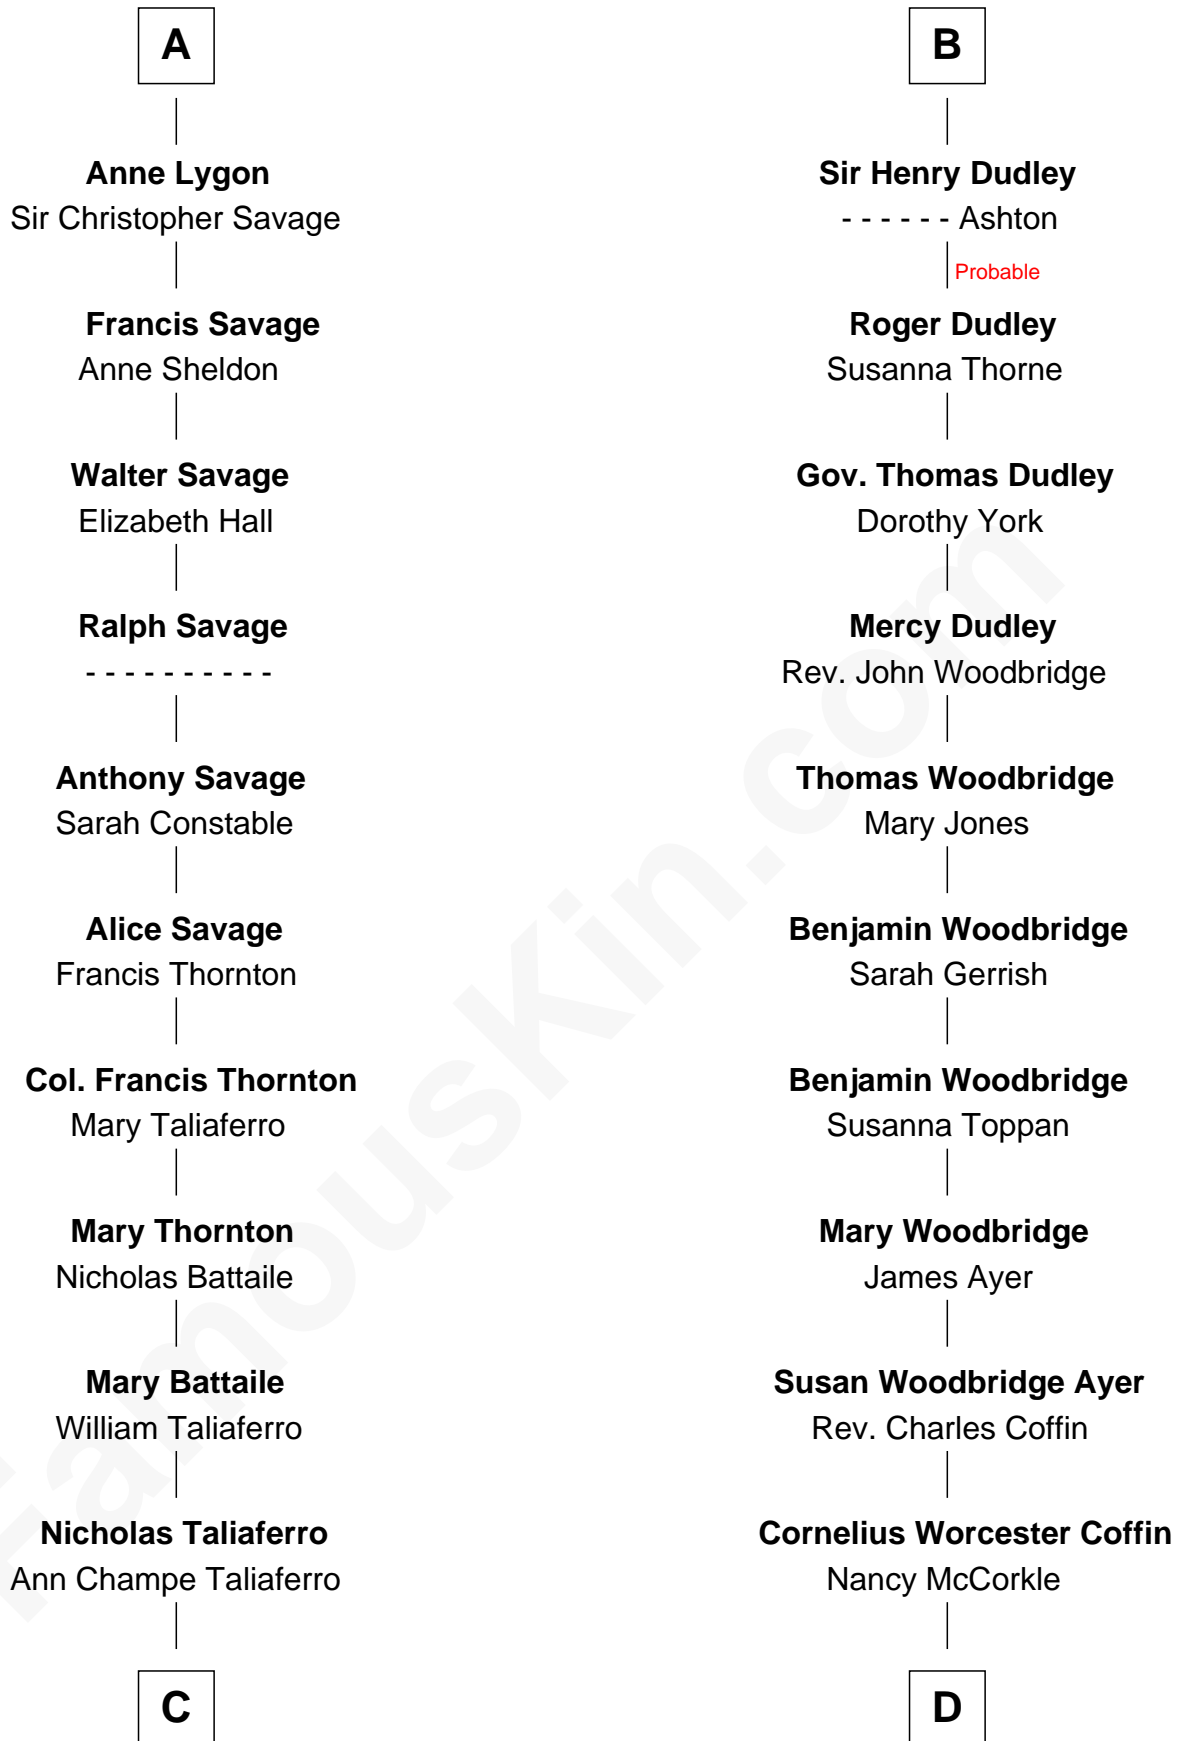 A
Anne Lygon
Sir Christopher Savage
Francis Savage
Anne Sheldon
Walter Savage
Elizabeth Hall
Ralph Savage
- - - - - - - - - -
Anthony Savage
Sarah Constable
Alice Savage
Francis Thornton
Col. Francis Thornton
Mary Taliaferro
Mary Thornton
Nicholas Battaile
Mary Battaile
William Taliaferro
Nicholas Taliaferro
Ann Champe Taliaferro
C
B
Sir Henry Dudley
- - - - - - Ashton
Probable
Roger Dudley
Susanna Thorne
Gov. Thomas Dudley
Dorothy York
Mercy Dudley
Rev. John Woodbridge
Thomas Woodbridge
Mary Jones
Benjamin Woodbridge
Sarah Gerrish
Benjamin Woodbridge
Susanna Toppan
Mary Woodbridge
James Ayer
Susan Woodbridge Ayer
Rev. Charles Coffin
Cornelius Worcester Coffin
Nancy McCorkle
D
FamousKin.com